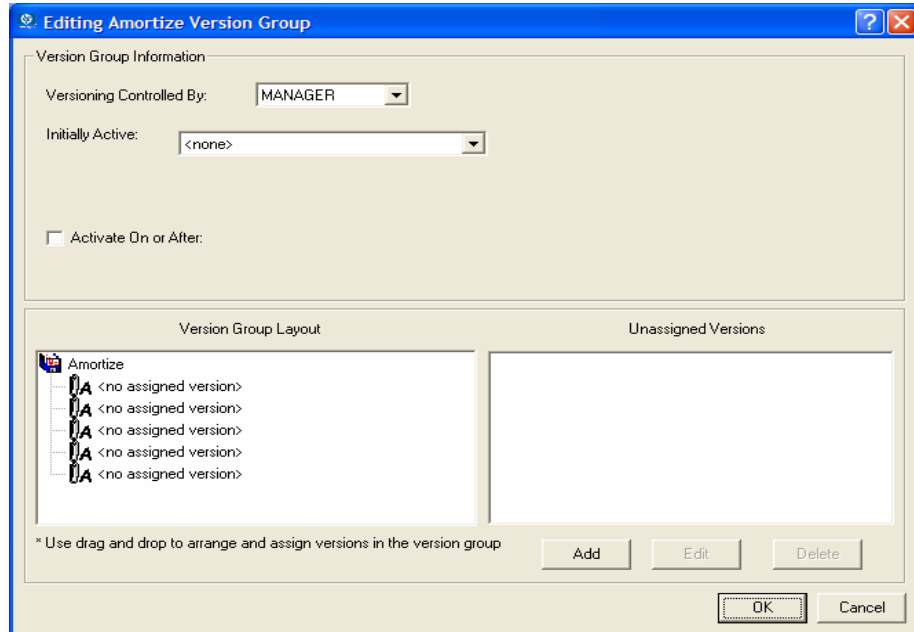 Editing Amortize Version Group
Version Group Information
Versioning Controlled By: MANAGER
Initially Active: <none>
Activate On or After:
Version Group Layout
Unassigned Versions
Amortize
A <no assigned version>
A <no assigned version>
A <no assigned version>
A <no assigned version>
A <no assigned version>
* Use drag and drop to arrange and assign versions in the version group
Add Edit Delete
OK Cancel